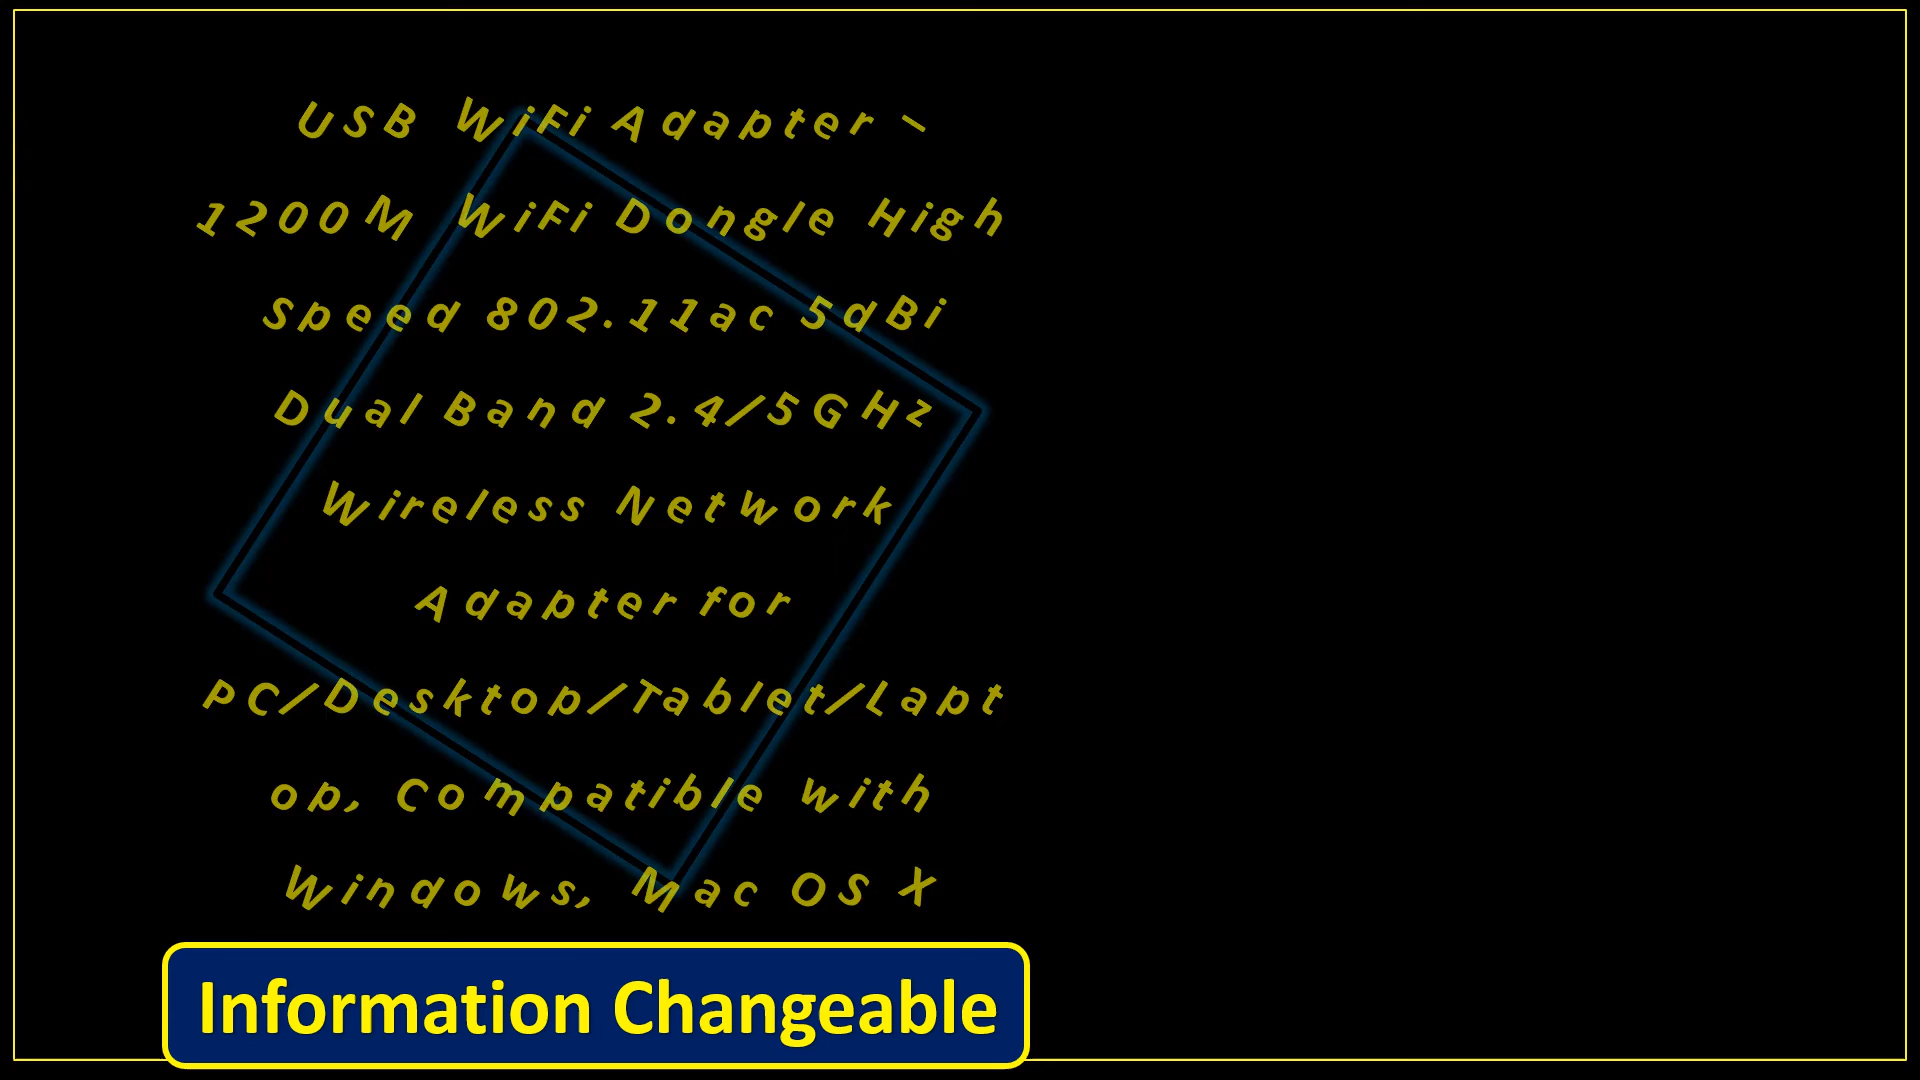 USB WiFi Adapter –
1200M WiFi Dongle High
Speed 802.11ac 5dBi
Dual Band 2.4/5GHz
Wireless Network
Adapter for
PC/Desktop/Tablet/Lapt
op, Compatible with
Windows, Mac OS X
Information Changeable